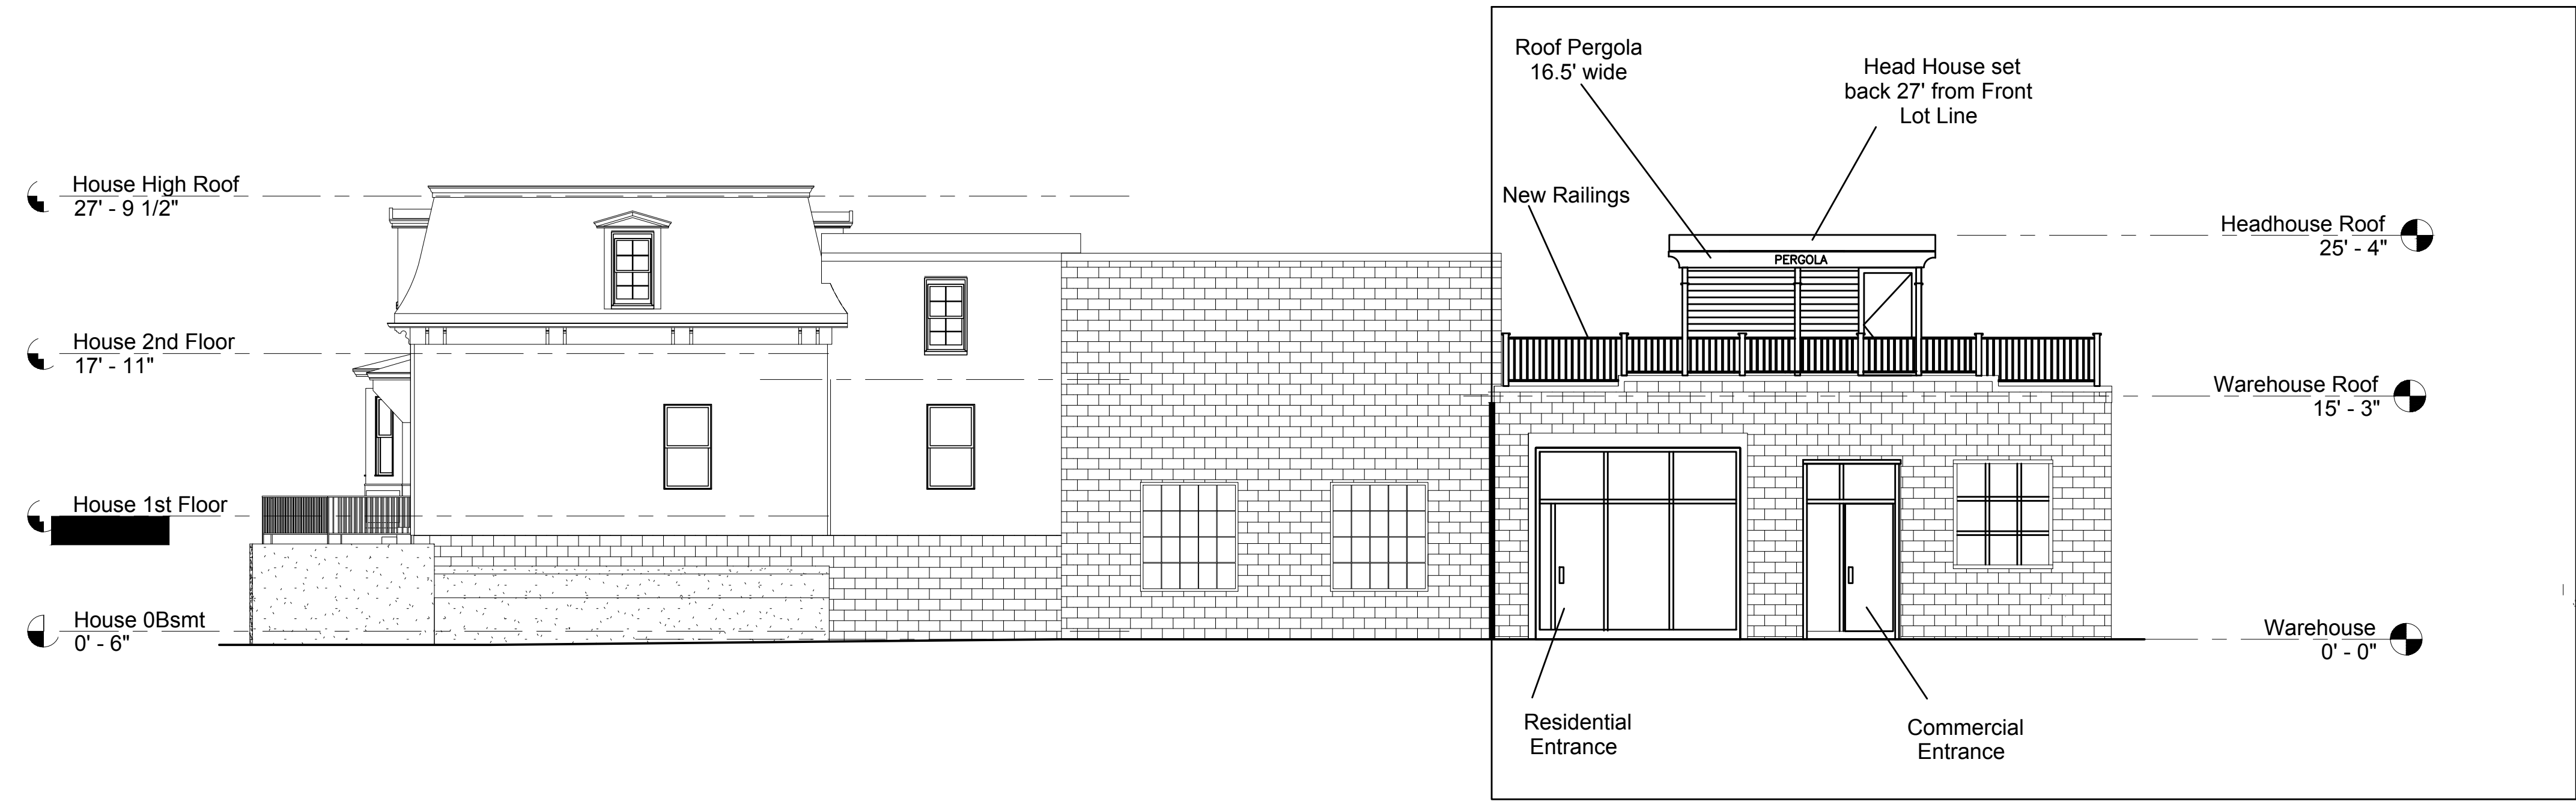 Roof Pergola
16.5' wide
Head House set
back 27' from Front
Lot Line
House High Roof
27' - 9 1/2"
New Railings
Headhouse Roof
25' - 4"
PERGOLA
House 2nd Floor
17' - 11"
Warehouse Roof
15' - 3"
House 1st Floor
House 0Bsmt
0' - 6"
Warehouse
0' - 0"
Residential
Entrance
Commercial
Entrance